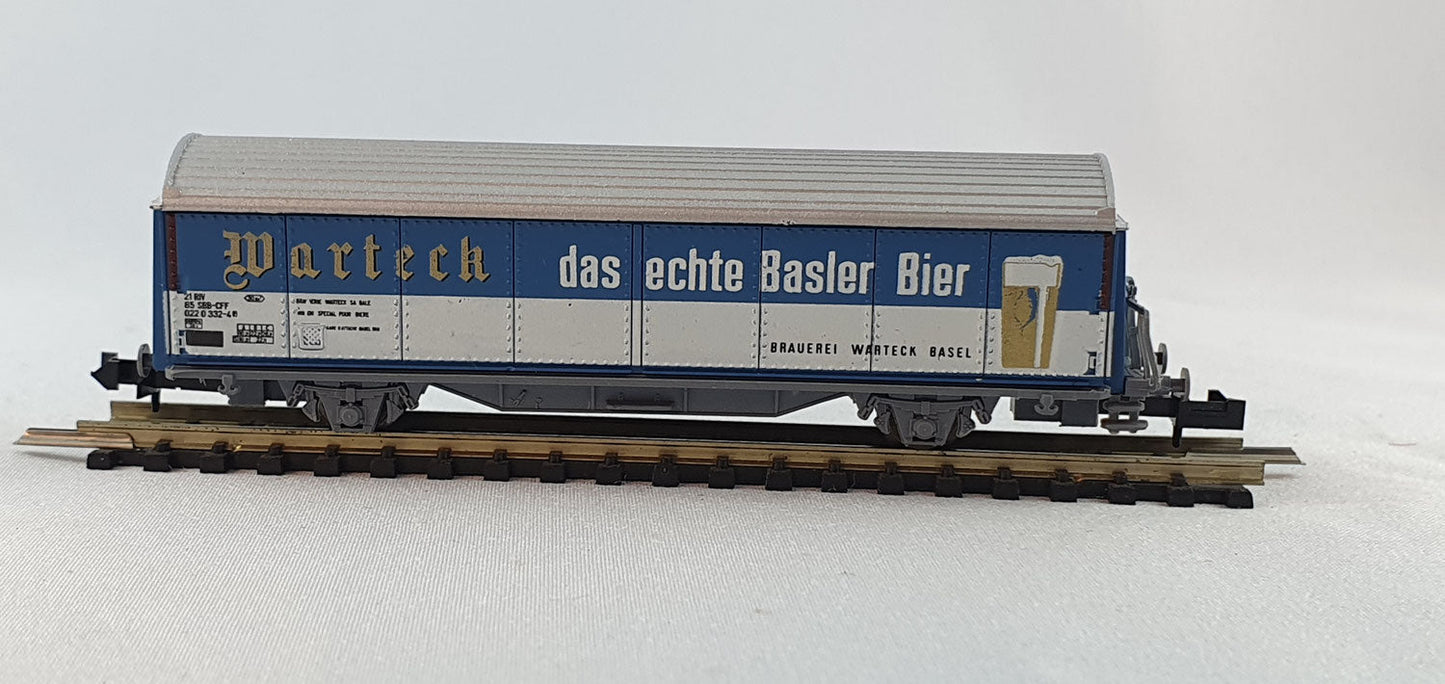 Warteck das echte Basler Bier
21 RIV
85 SBB-CFF
022 0 332-4
BRAUEREI WARTECK BASEL